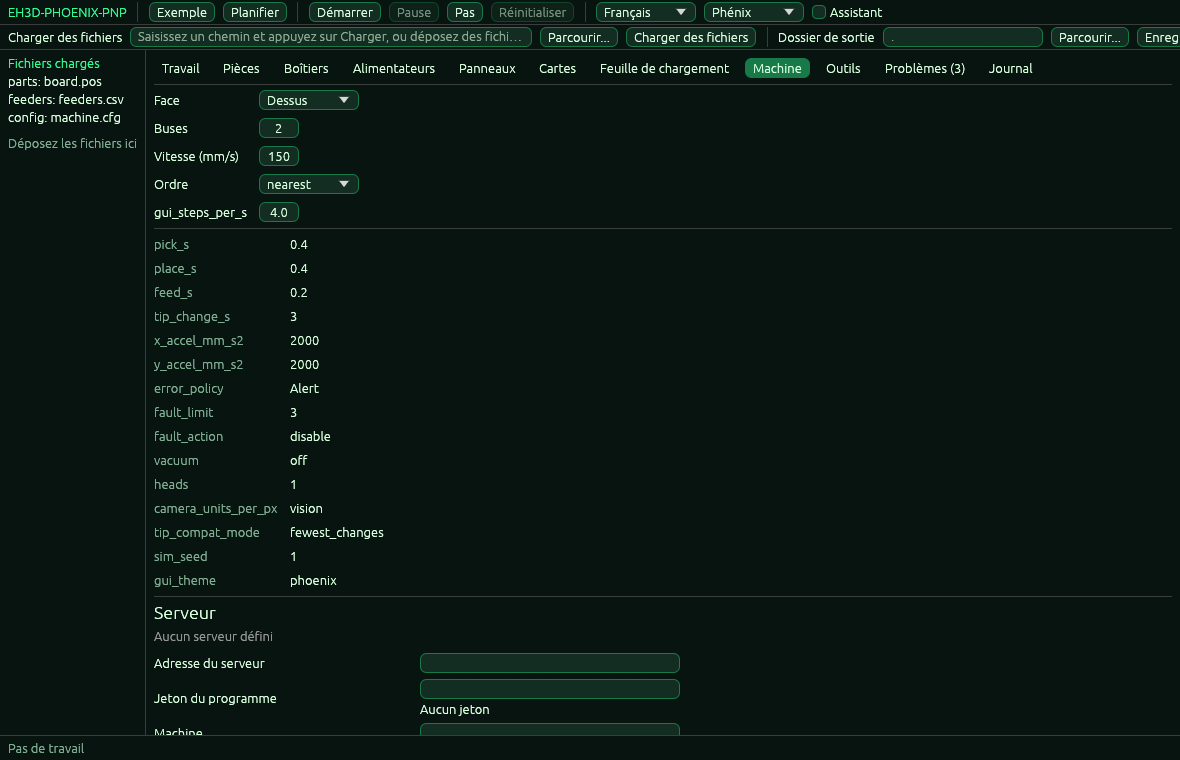 EH3D-PHOENIX-PNP Exemple Planifier Démarrer Pause Pas Réinitialiser Français Phénix Assistant
Charger des fichiers Saisissez un chemin et appuyez sur Charger, ou déposez des fichi... Parcourir... Charger des fichiers Dossier de sortie . Parcourir... Enreg
Fichiers chargés
parts: board.pos
feeders: feeders.csv
config: machine.cfg
Déposez les fichiers ici
Travail Pièces Boîtiers Alimentateurs Panneaux Cartes Feuille de chargement Machine Outils Problèmes (3) Journal
Face Dessus
Buses 2
Vitesse (mm/s) 150
Ordre nearest
gui_steps_per_s 4.0
pick_s 0.4
place_s 0.4
feed_s 0.2
tip_change_s 3
x_accel_mm_s2 2000
y_accel_mm_s2 2000
error_policy Alert
fault_limit 3
fault_action disable
vacuum off
heads 1
camera_units_per_px vision
tip_compat_mode fewest_changes
sim_seed 1
gui_theme phoenix
Serveur
Aucun serveur défini
Adresse du serveur
Jeton du programme
Aucun jeton
Machine
Pas de travail